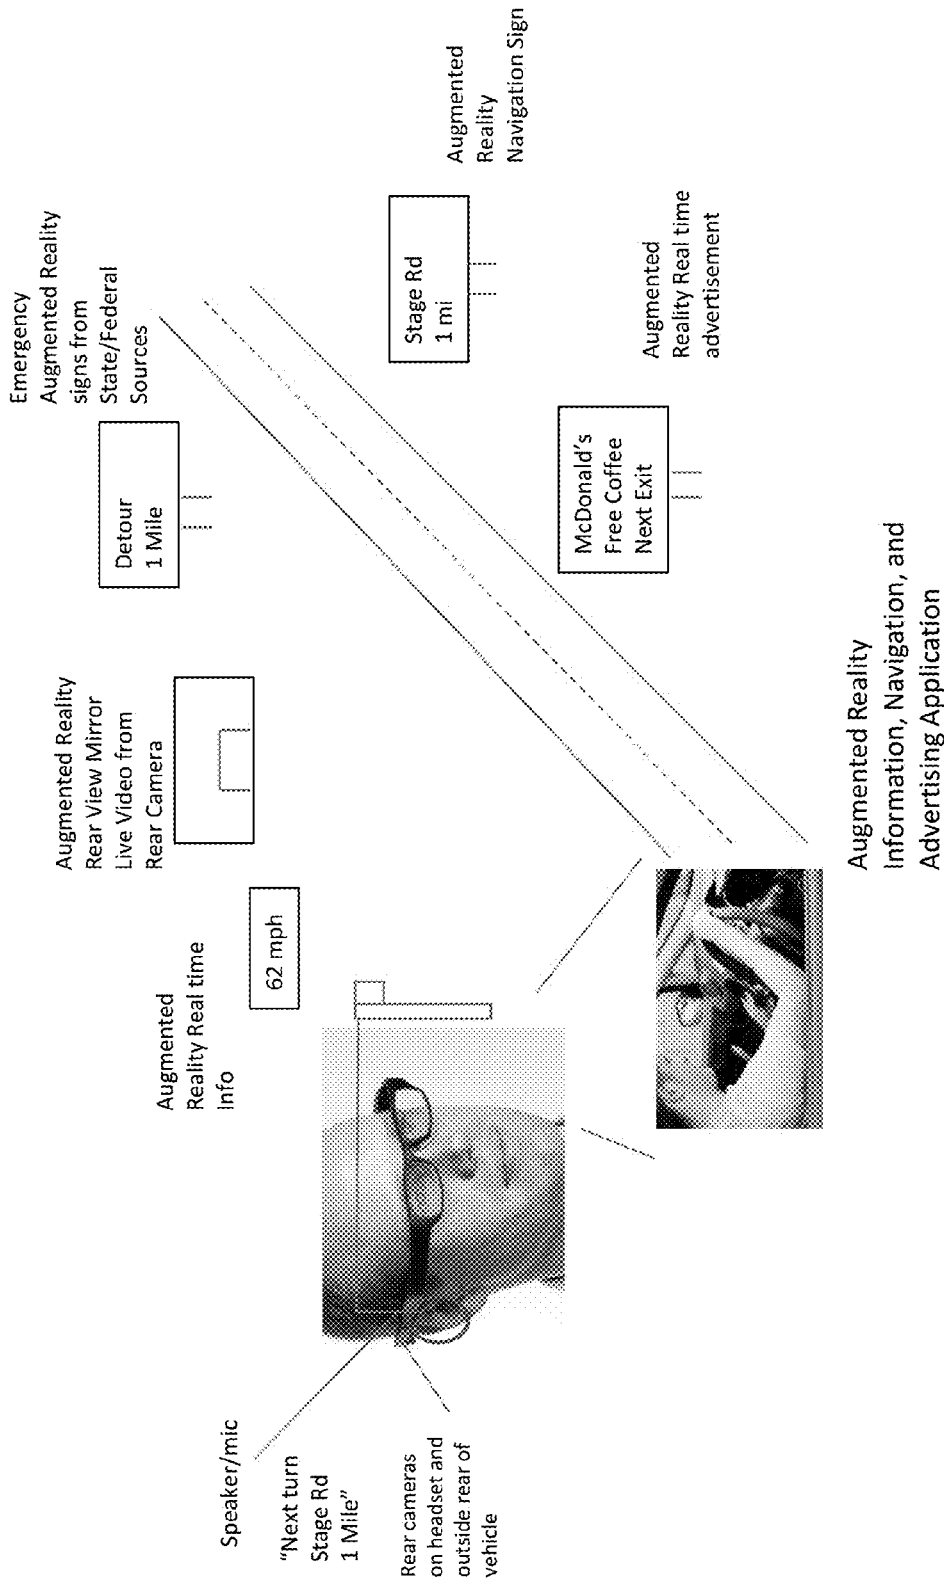 Speaker/mic
“Next turn
Stage Rd
1 Mile”
Rear cameras
on headset and
outside rear of
vehicle
Augmented
Reality Real time
Info
62 mph
Augmented Reality
Rear View Mirror
Live Video from
Rear Camera
Emergency
Augmented Reality
signs from
State/Federal
Sources
Detour
1 Mile
Stage Rd
1 mi
Augmented
Reality
Navigation Sign
McDonald’s
Free Coffee
Next Exit
Augmented
Reality Real time
advertisement
Augmented Reality
Information, Navigation, and
Advertising Application